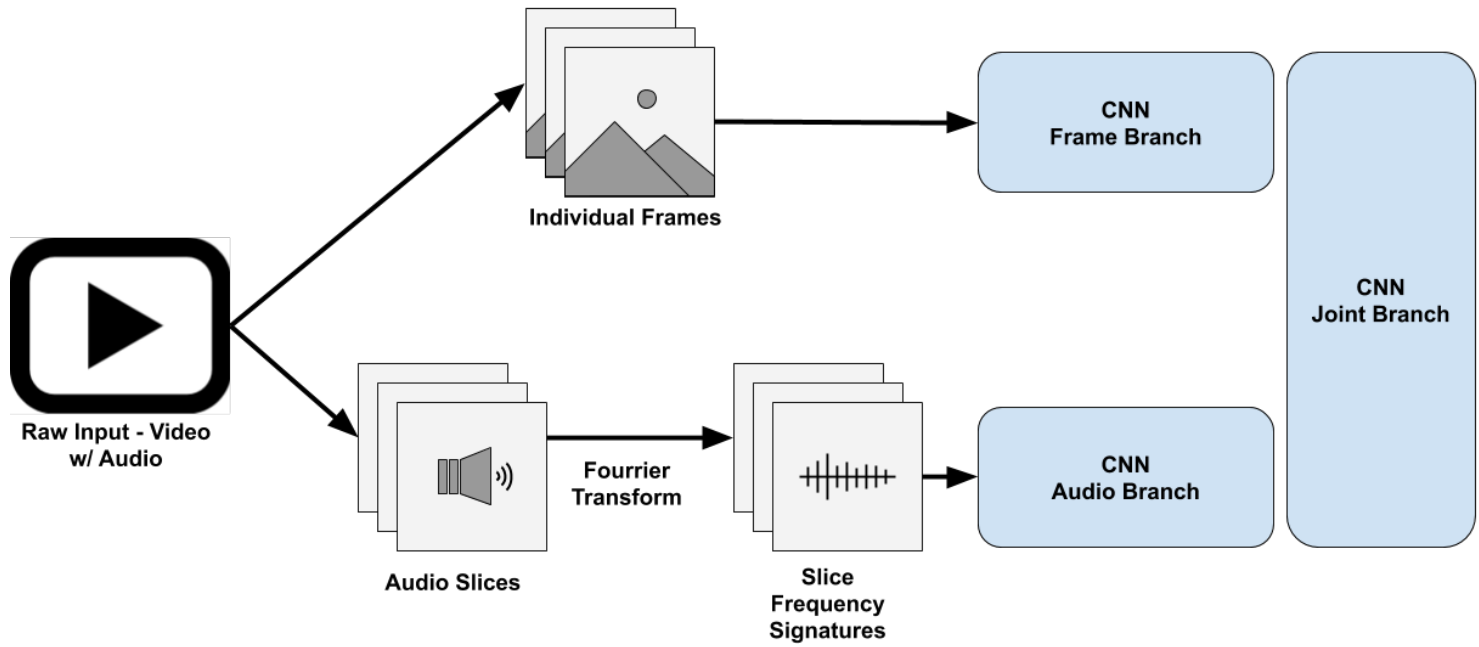 CNN
Frame Branch
Individual Frames
CNN
Joint Branch
Raw Input - Video
w/ Audio
Fourrier
Transform
CNN
Audio Branch
Audio Slices
Slice
Frequency
Signatures